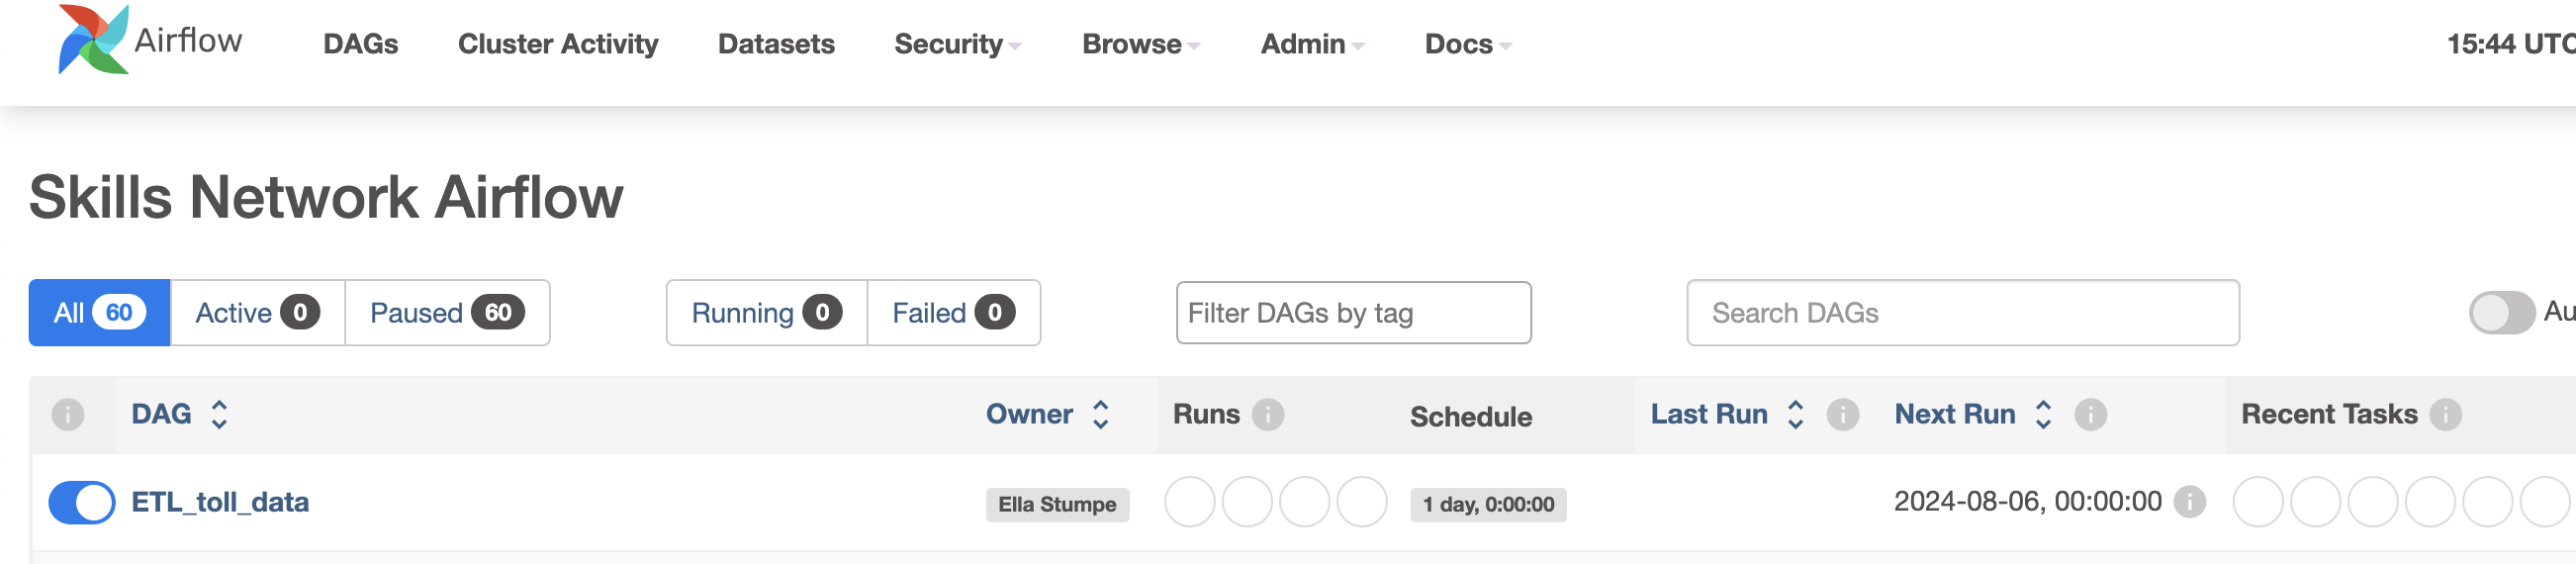 Airflow DAGs Cluster Activity Datasets Security Browse Admin Docs 15:44 UTC
Skills Network Airflow
All 60 Active 0 Paused 60 Running 0 Failed 0 Filter DAGs by tag Search DAGs Au
DAG Owner Runs Schedule Last Run Next Run Recent Tasks
ETL_toll_data Ella Stumpe 1 day, 0:00:00 2024-08-06, 00:00:00